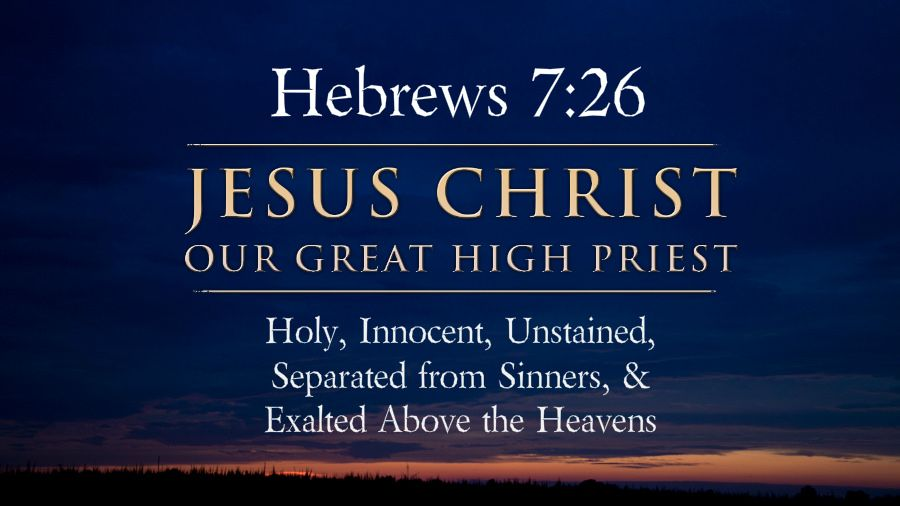 Hebrews 7:26
JESUS CHRIST
OUR GREAT HIGH PRIEST
Holy, Innocent, Unstained,
Separated from Sinners, &
Exalted Above the Heavens